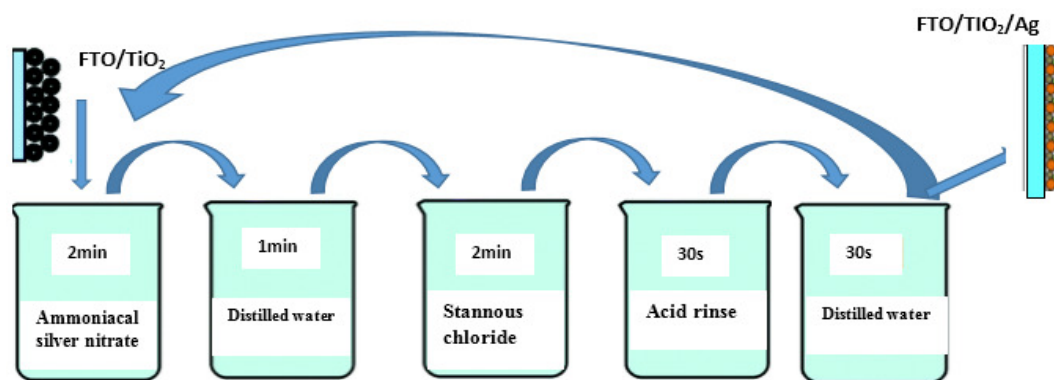 FTO/TiO₂
FTO/TIO₂/Ag
2min
1min
2min
30s
30s
Ammoniacal
silver nitrate
Distilled water
Stannous
chloride
Acid rinse
Distilled water